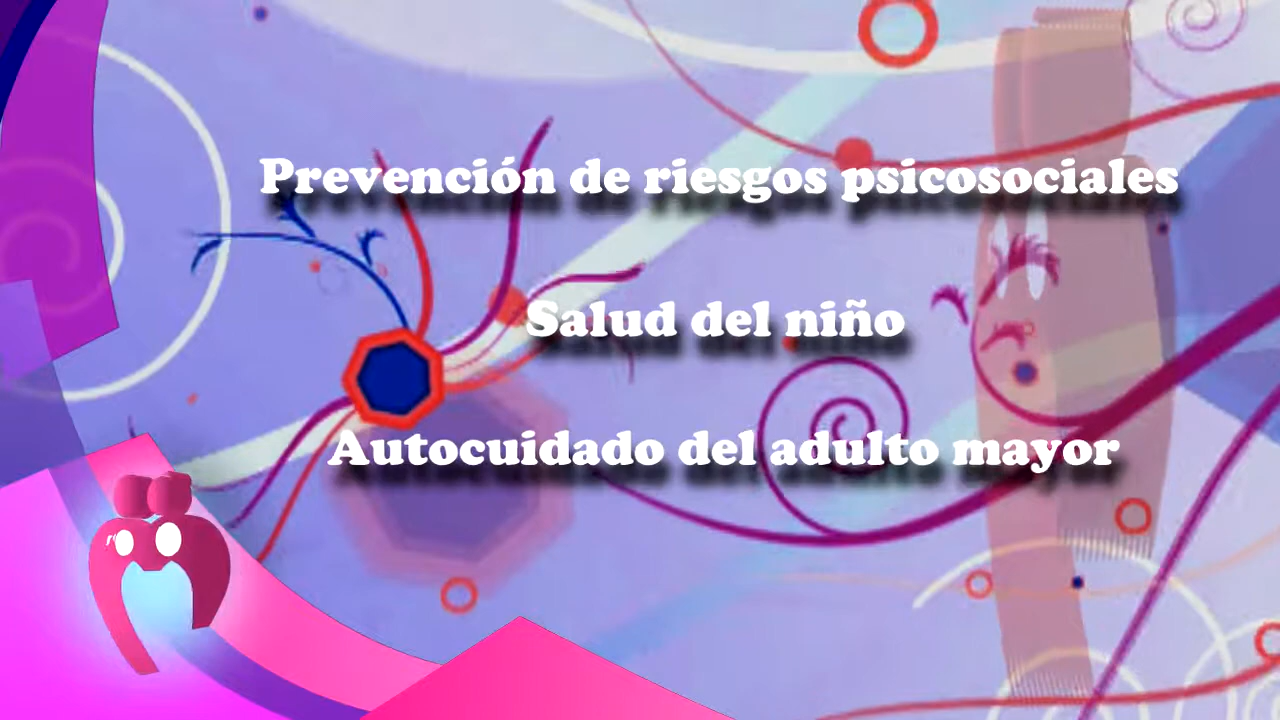 Prevención de riesgos psicosociales
Salud del niño
Autocuidado del adulto mayor